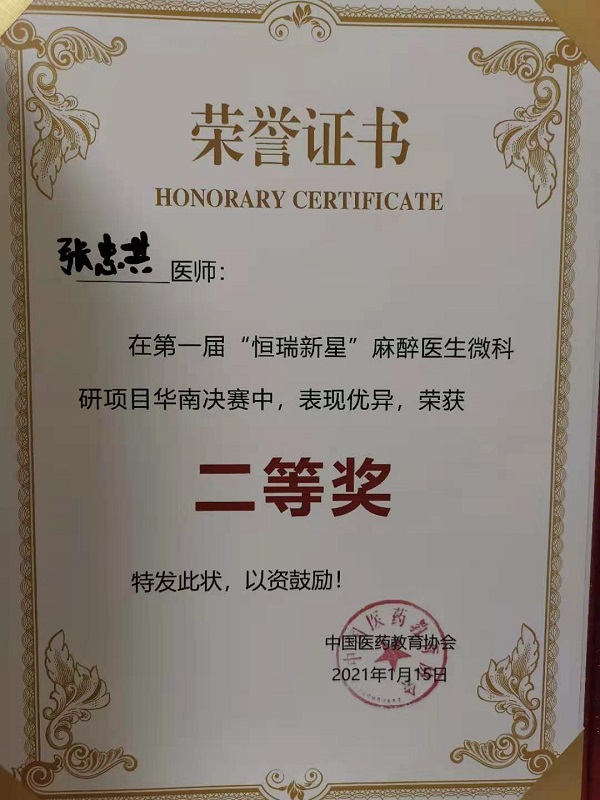 荣誉证书
HONORARY CERTIFICATE
张忠共 医师：
在第一届“恒瑞新星”麻醉医生微科
研项目华南决赛中，表现优异，荣获
二等奖
特发此状，以资鼓励！
中国医药教育协会
2021年1月15日